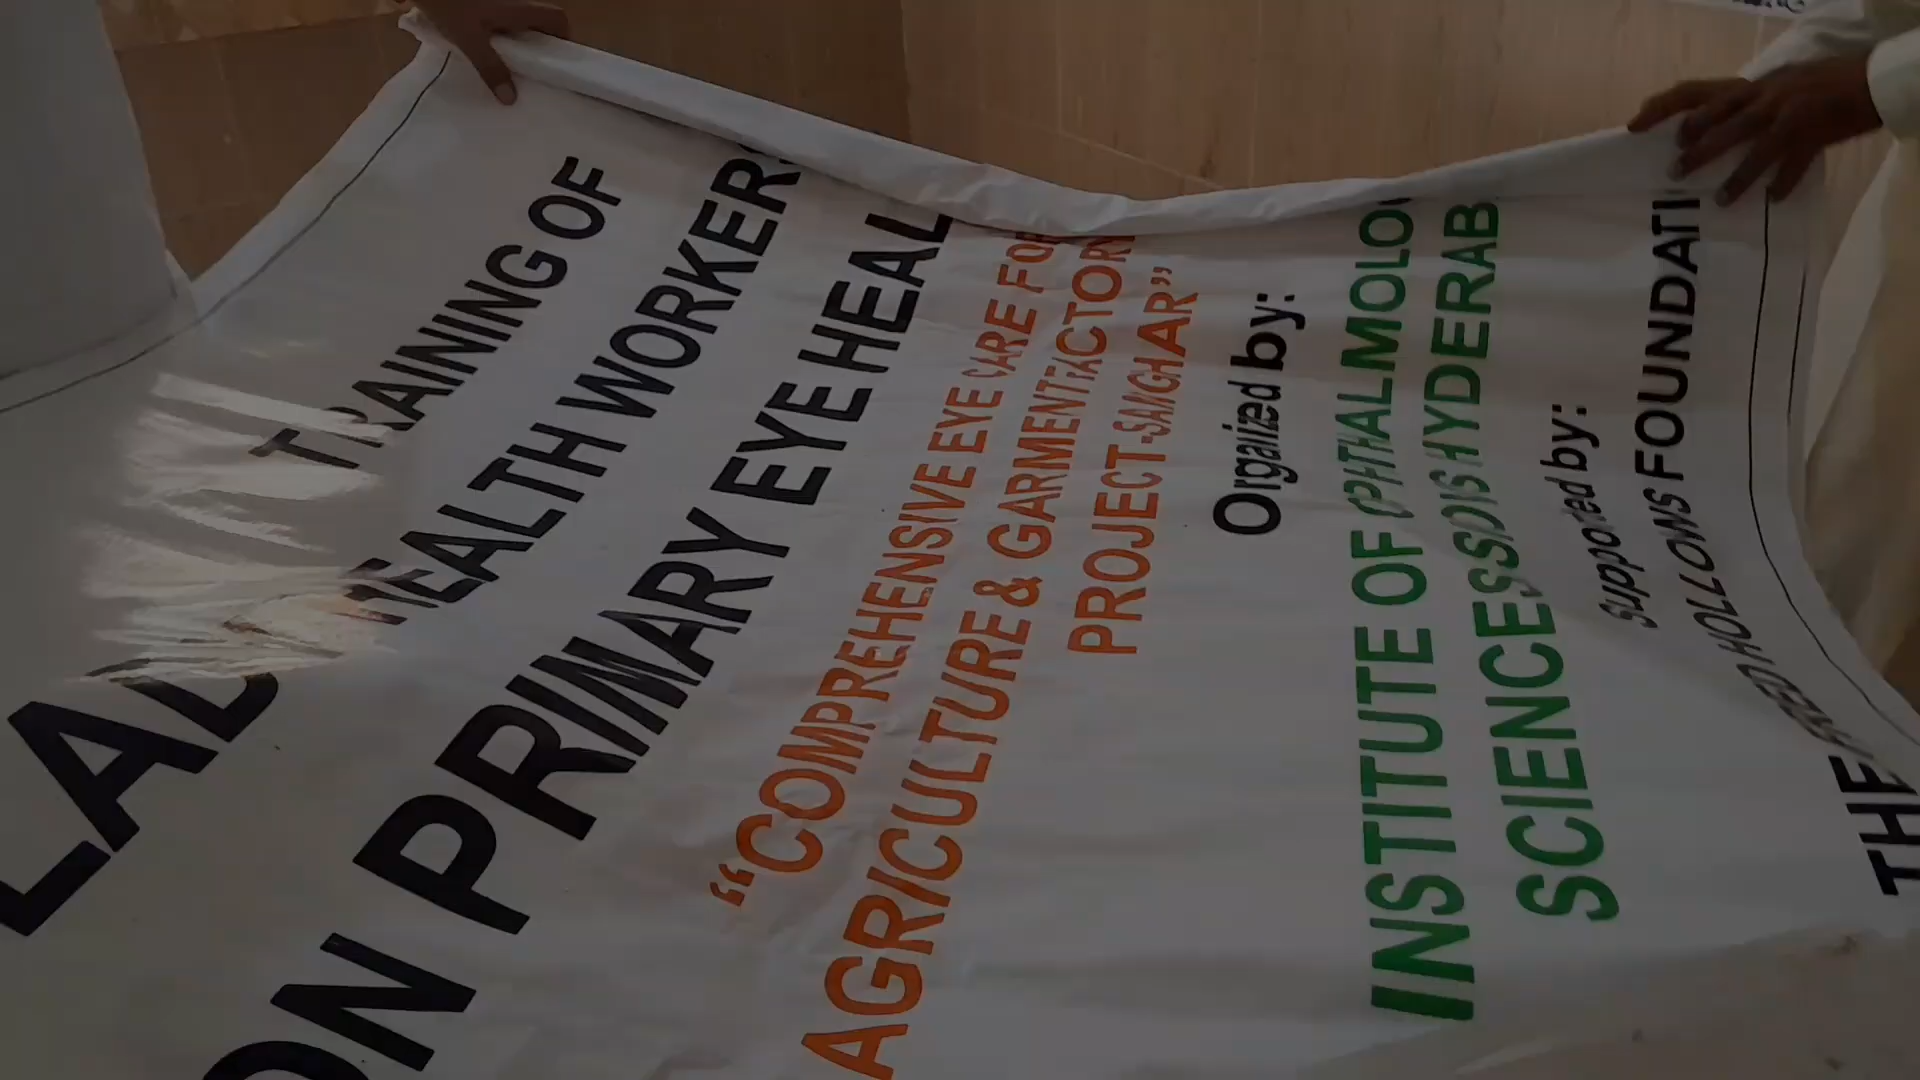 TRAINING OF
LADY HEALTH WORKERS
ON PRIMARY EYE HEAL
“COMPREHENSIVE EYE CARE FOR
AGRICULTURE & GARMENT FACTORY
PROJECT-SANGHAR”
Organized by:
INSTITUTE OF OPHTHALMOLO
SCIENCES HYDERAB
Supported by:
THE FRED HOLLOWS FOUNDATI